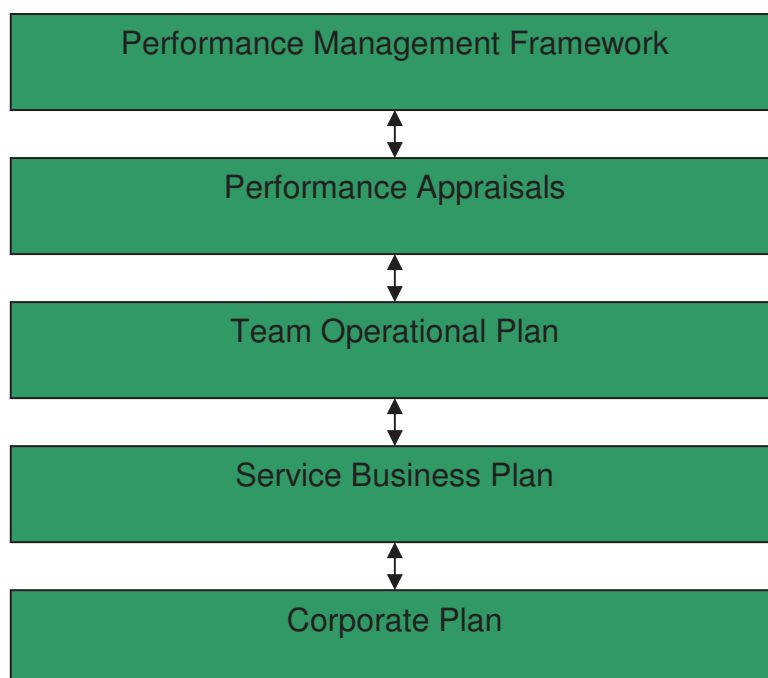 Performance Management Framework
Performance Appraisals
Team Operational Plan
Service Business Plan
Corporate Plan